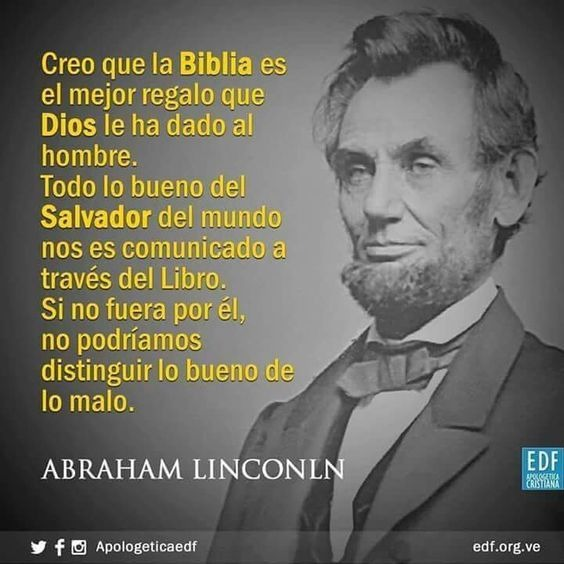 Creo que la Biblia es
el mejor regalo que
Dios le ha dado al
hombre.
Todo lo bueno del
Salvador del mundo
nos es comunicado a
través del Libro.
Si no fuera por él,
no podríamos
distinguir lo bueno de
lo malo.
ABRAHAM LINCONLN
EDF
APOLOGETICA
CRISTIANA
Apologeticaedf
edf.org.ve